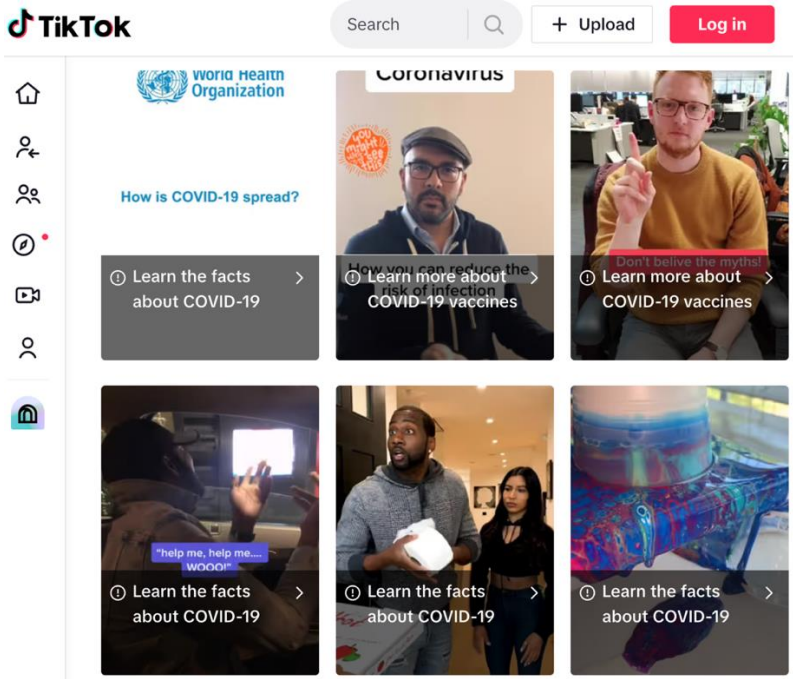 TikTok
Search
+ Upload
Log in
World Health
Organization
How is COVID-19 spread?
Learn the facts
about COVID-19
Coronavirus
YOU
might
How you can reduce the
risk of infection
Learn more about
COVID-19 vaccines
Don't belive the myths!
Learn more about
COVID-19 vaccines
"help me, help me....
WOOO!"
Learn the facts
about COVID-19
Hot
Learn the facts
about COVID-19
Learn the facts
about COVID-19